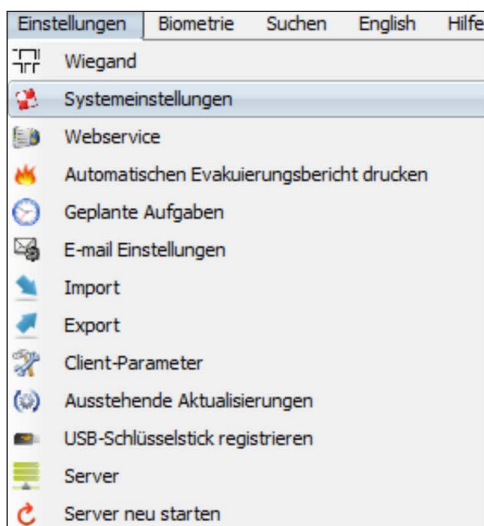 Einstellungen Biometrie Suchen English Hilfe
Wiegand
Systemeinstellungen
Webservice
Automatischen Evakuierungsbericht drucken
Geplante Aufgaben
E-mail Einstellungen
Import
Export
Client-Parameter
Ausstehende Aktualisierungen
USB-Schlüsselstick registrieren
Server
Server neu starten